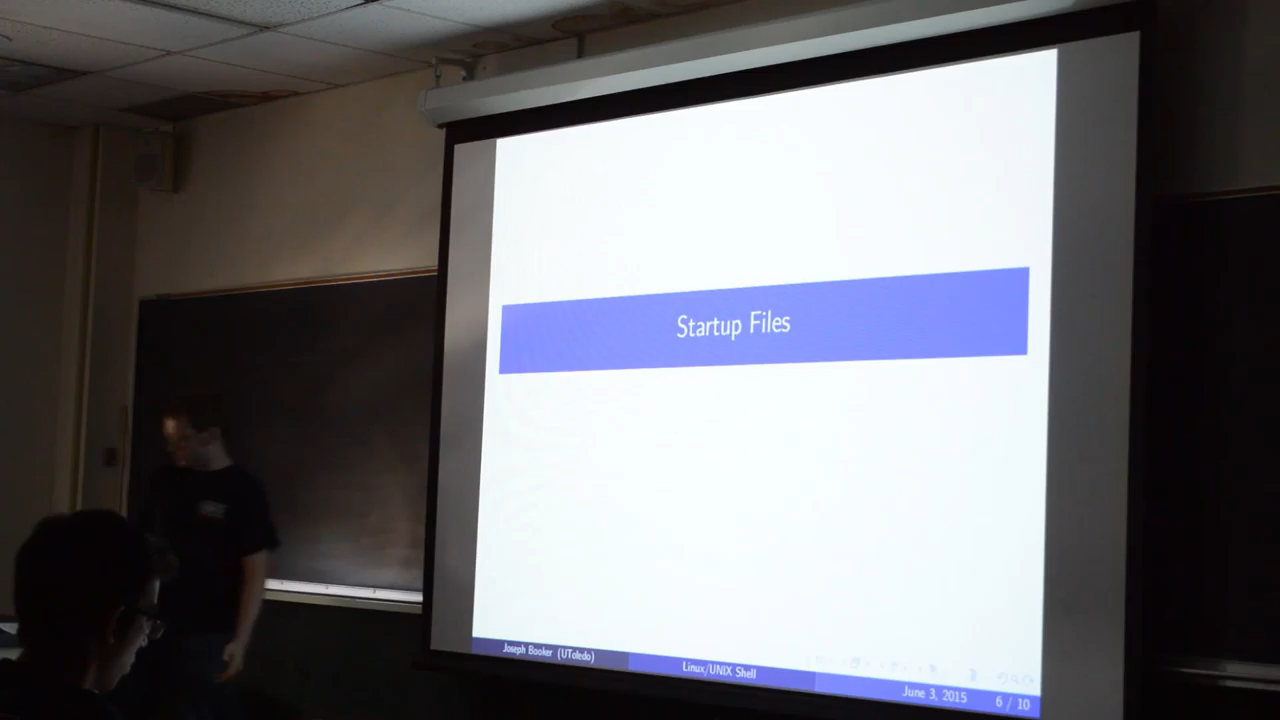 Startup Files
Joseph Booker (UToledo)
Linux/UNIX Shell
June 3, 2015
6 / 10